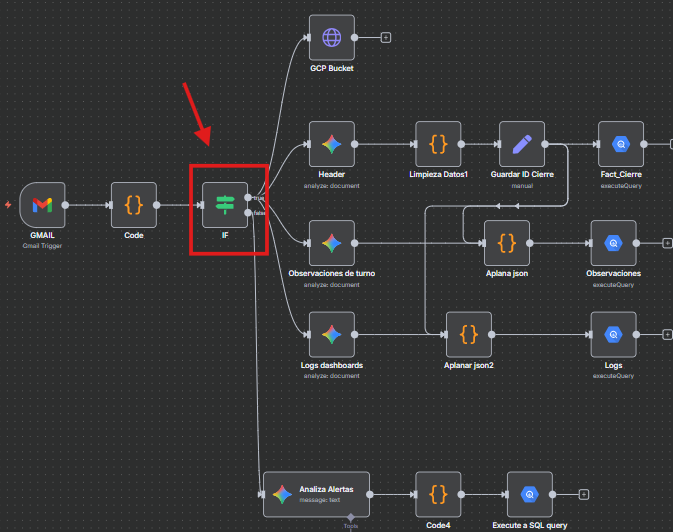 GCP Bucket
Header
analyze: document
Limpieza Datos1
Guardar ID Cierre
manual
Fact_Cierre
executeQuery
GMAIL
Gmail Trigger
Code
IF
true
false
Observaciones de turno
analyze: document
Aplana json
Observaciones
executeQuery
Logs dashboards
analyze: document
Aplanar json2
Logs
executeQuery
Analiza Alertas
message: text
Tools
Code4
Execute a SQL query